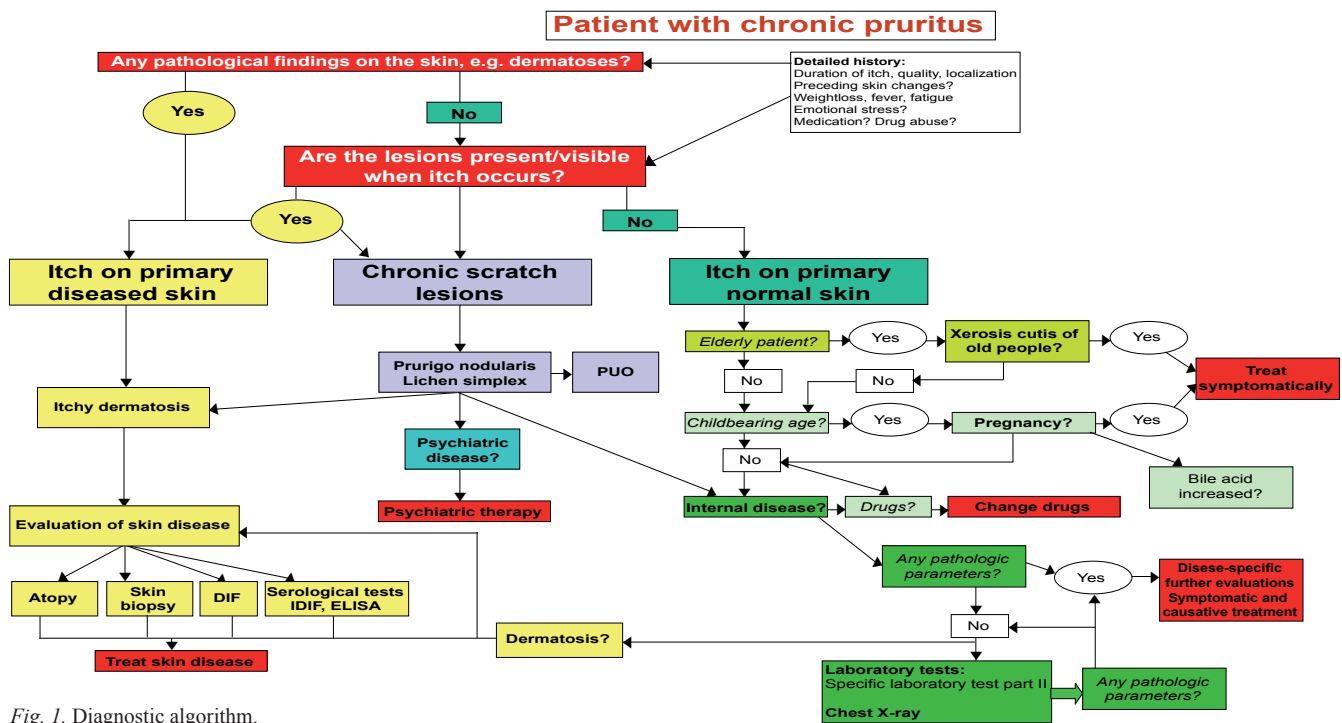 Patient with chronic pruritus
Any pathological findings on the skin, e.g. dermatoses?
Detailed history:
Duration of itch, quality, localization
Preceding skin changes?
Weightloss, fever, fatigue
Emotional stress?
Medication? Drug abuse?
Yes
No
Are the lesions present/visible
when itch occurs?
Yes
No
Itch on primary
diseased skin
Chronic scratch
lesions
Itch on primary
normal skin
Elderly patient?
Yes
Xerosis cutis of
old people?
Yes
Prurigo nodularis
Lichen simplex
PUO
No
No
Treat
symptomatically
Itchy dermatosis
Childbearing age?
Yes
Pregnancy?
Yes
Psychiatric
disease?
No
Bile acid
increased?
Psychiatric therapy
Internal disease?
Drugs?
Change drugs
Evaluation of skin disease
Any pathologic
parameters?
Yes
Disese-specific
further evaluations
Symptomatic and
causative treatment
Atopy
Skin
biopsy
DIF
Serological tests
IDIF, ELISA
No
Dermatosis?
Treat skin disease
Laboratory tests:
Specific laboratory test part II
Chest X-ray
Any pathologic
parameters?
Fig. 1. Diagnostic algorithm.